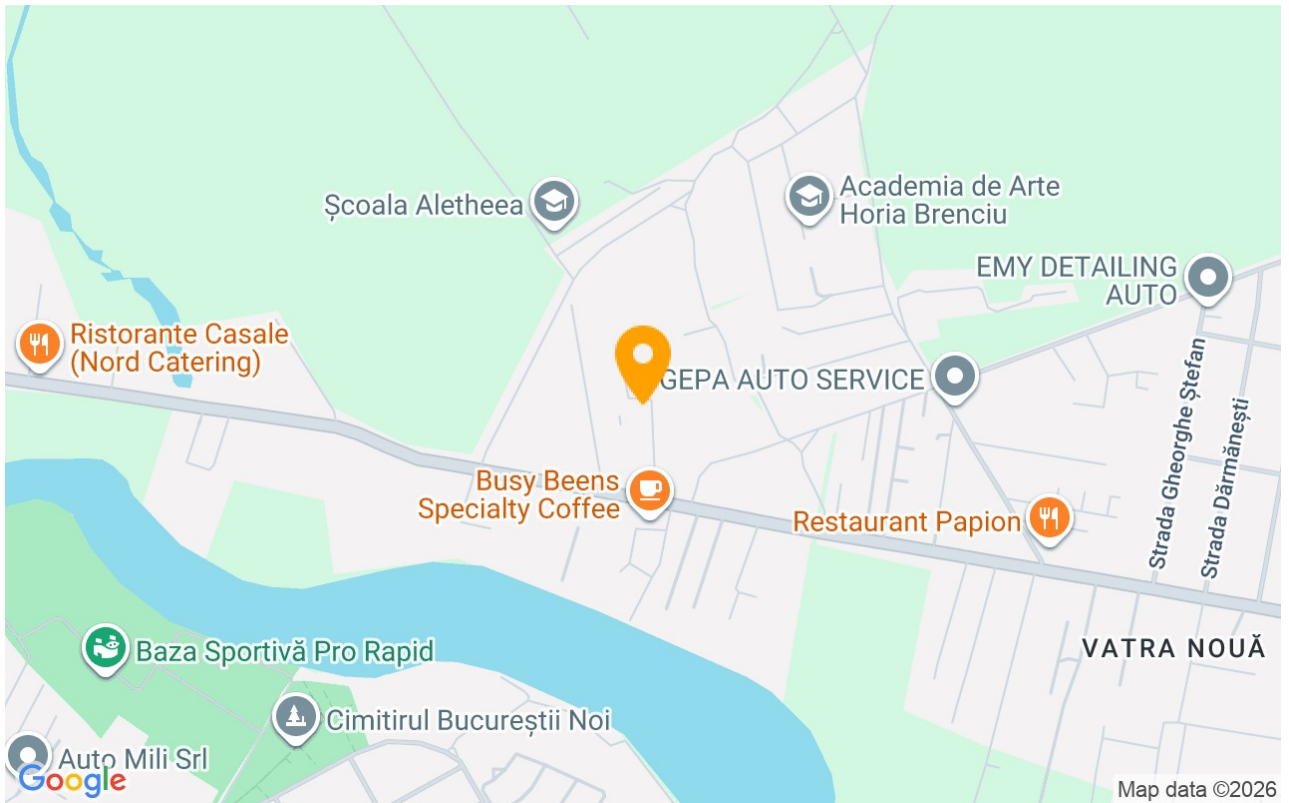 Școala Aletheea
Academia de Arte
Horia Brenciu
EMY DETAILING
AUTO
Ristorante Casale
(Nord Catering)
GEPA AUTO SERVICE
Strada Gheorghe Ștefan
Strada Dărmănești
Busy Beens
Specialty Coffee
Restaurant Papion
VATRA NOUĂ
Baza Sportivă Pro Rapid
Cimitirul Bucureștii Noi
Auto Mili Srl
Google
Map data ©2026